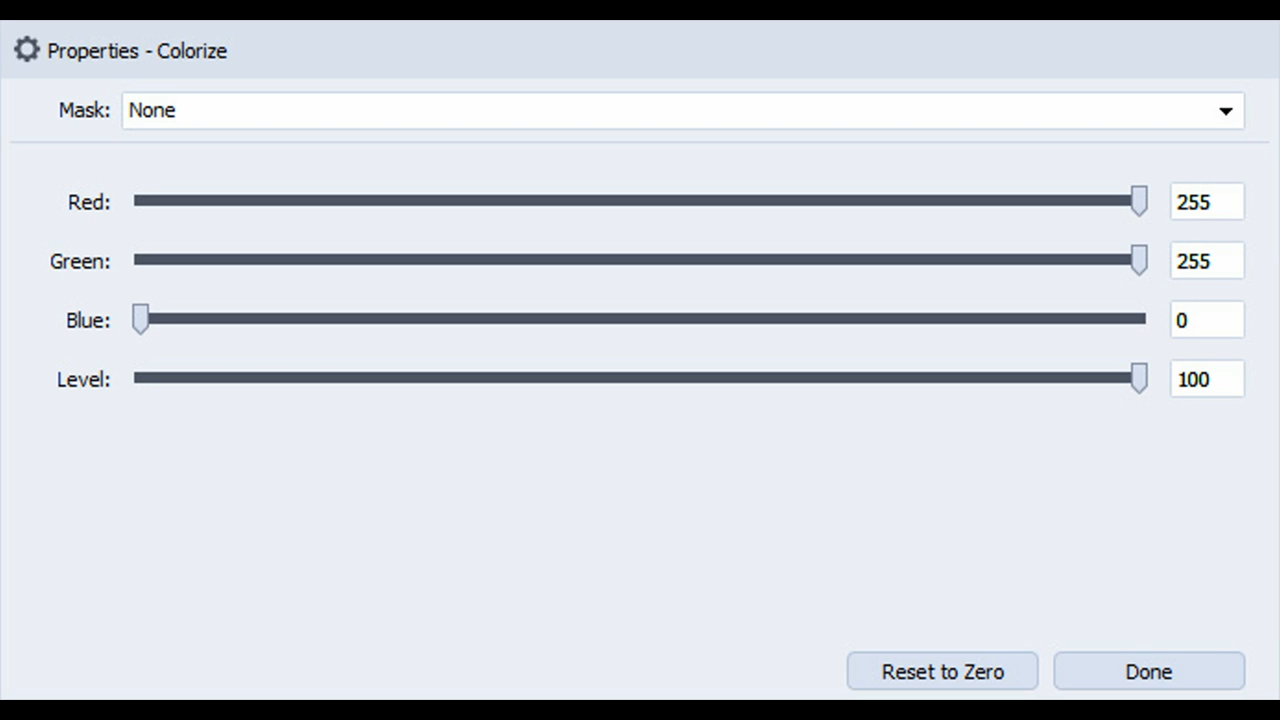 Properties - Colorize
Mask: None
Red: 255
Green: 255
Blue: 0
Level: 100
Reset to Zero Done